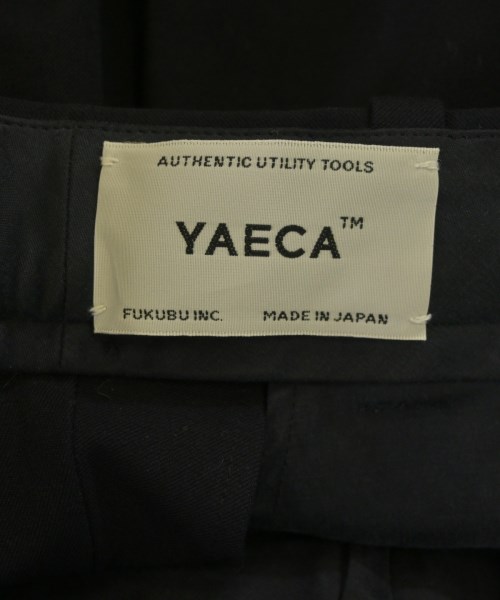 AUTHENTIC UTILITY TOOLS
YAECA™
FUKUBU INC. MADE IN JAPAN